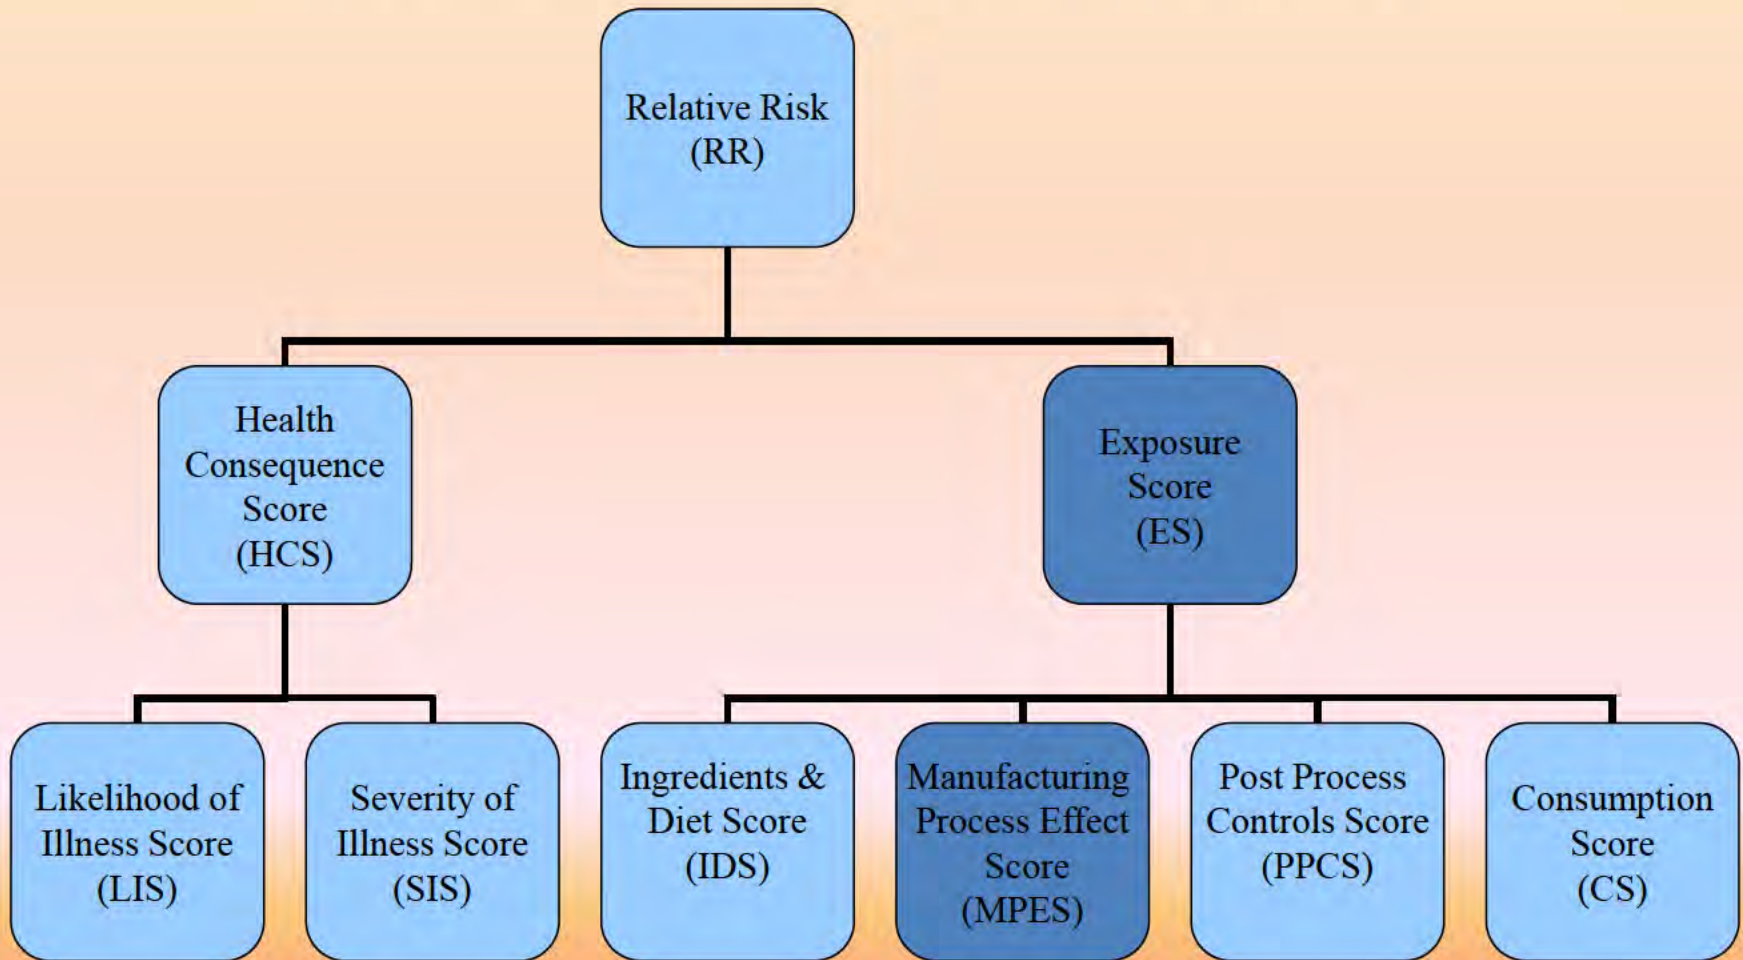 Relative Risk
(RR)
Health
Consequence
Score
(HCS)
Exposure
Score
(ES)
Likelihood of
Illness Score
(LIS)
Severity of
Illness Score
(SIS)
Ingredients &
Diet Score
(IDS)
Manufacturing
Process Effect
Score
(MPES)
Post Process
Controls Score
(PPCS)
Consumption
Score
(CS)